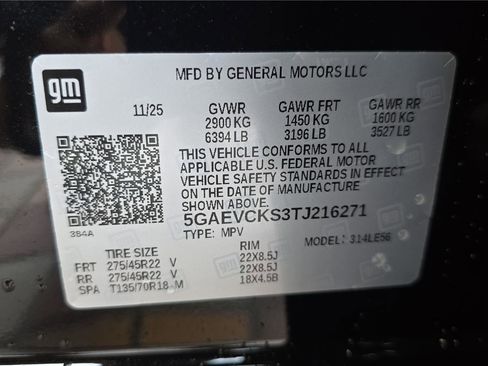 gm
MFD BY GENERAL MOTORS LLC
11/25 GVWR GAWR FRT GAWR RR
2900 KG 1450 KG 1600 KG
6394 LB 3196 LB 3527 LB
THIS VEHICLE CONFORMS TO ALL
APPLICABLE U.S. FEDERAL MOTOR
VEHICLE SAFETY STANDARDS IN EFFECT
ON THE DATE OF MANUFACTURE
SHOWN ABOVE.
5GAEVCKS3TJ216271
384A TYPE: MPV MODEL: 314LE56
TIRE SIZE RIM
FRT 275/45R22 V 22X8.5J
RR 275/45R22 V 22X8.5J
SPA T135/70R18 M 18X4.5B